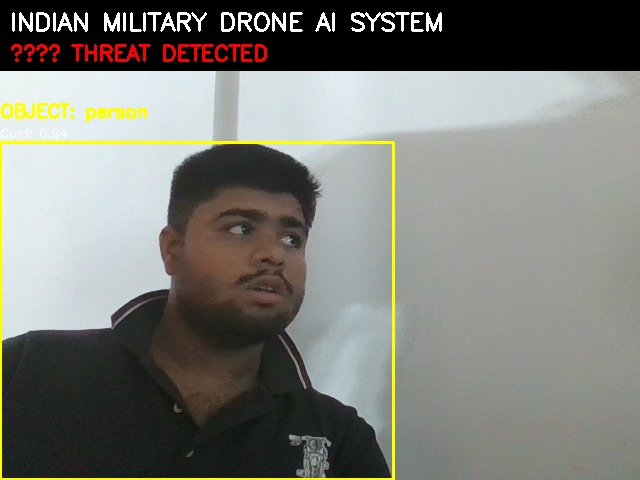 INDIAN MILITARY DRONE AI SYSTEM
???? THREAT DETECTED
OBJECT: person
Conf: 0.94